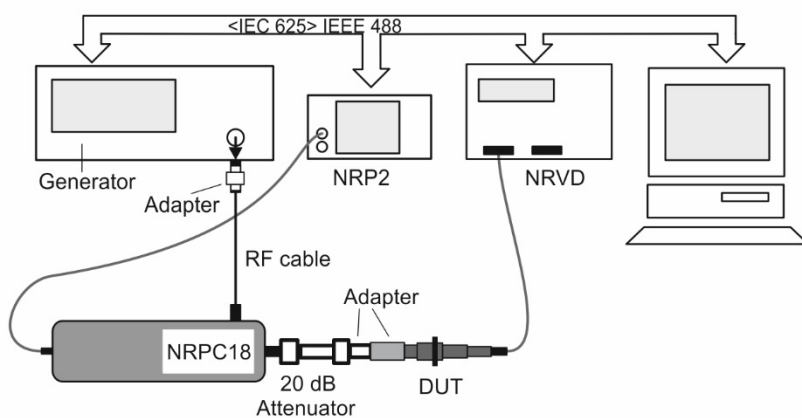 <IEC 625> IEEE 488
Generator
Adapter
NRP2
NRVD
RF cable
Adapter
NRPC18
20 dB
Attenuator
DUT